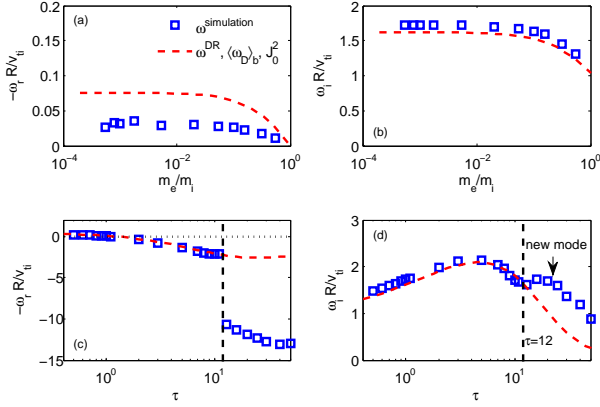 0.2
0.15
0.1
0.05
0
(a)
ω^simulation
ω^DR, ⟨ω_D⟩_b, J_0^2
−ω_r R/v_ti
10^−4
10^−2
10^0
m_e/m_i
2
1.5
1
0.5
0
(b)
ω_i R/v_ti
10^−4
10^−2
10^0
m_e/m_i
0
−5
−10
−15
(c)
−ω_r R/v_ti
10^0
10^1
τ
3
2
1
0
(d)
new mode
τ=12
ω_i R/v_ti
10^0
10^1
τ